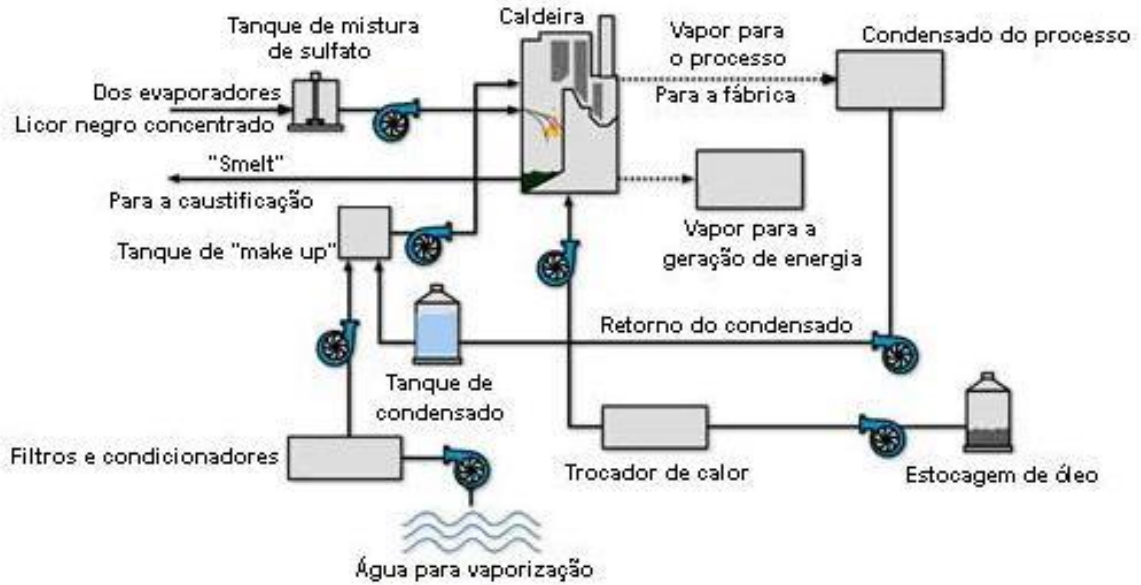 Tanque de mistura
de sulfato
Caldeira
Vapor para
o processo
Condensado do processo
Dos evaporadores
Para a fábrica
Licor negro concentrado
"Smelt"
Para a caustificação
Tanque de "make up"
Vapor para a
geração de energia
Retorno do condensado
Tanque de
condensado
Filtros e condicionadores
Trocador de calor
Estocagem de óleo
Água para vaporização